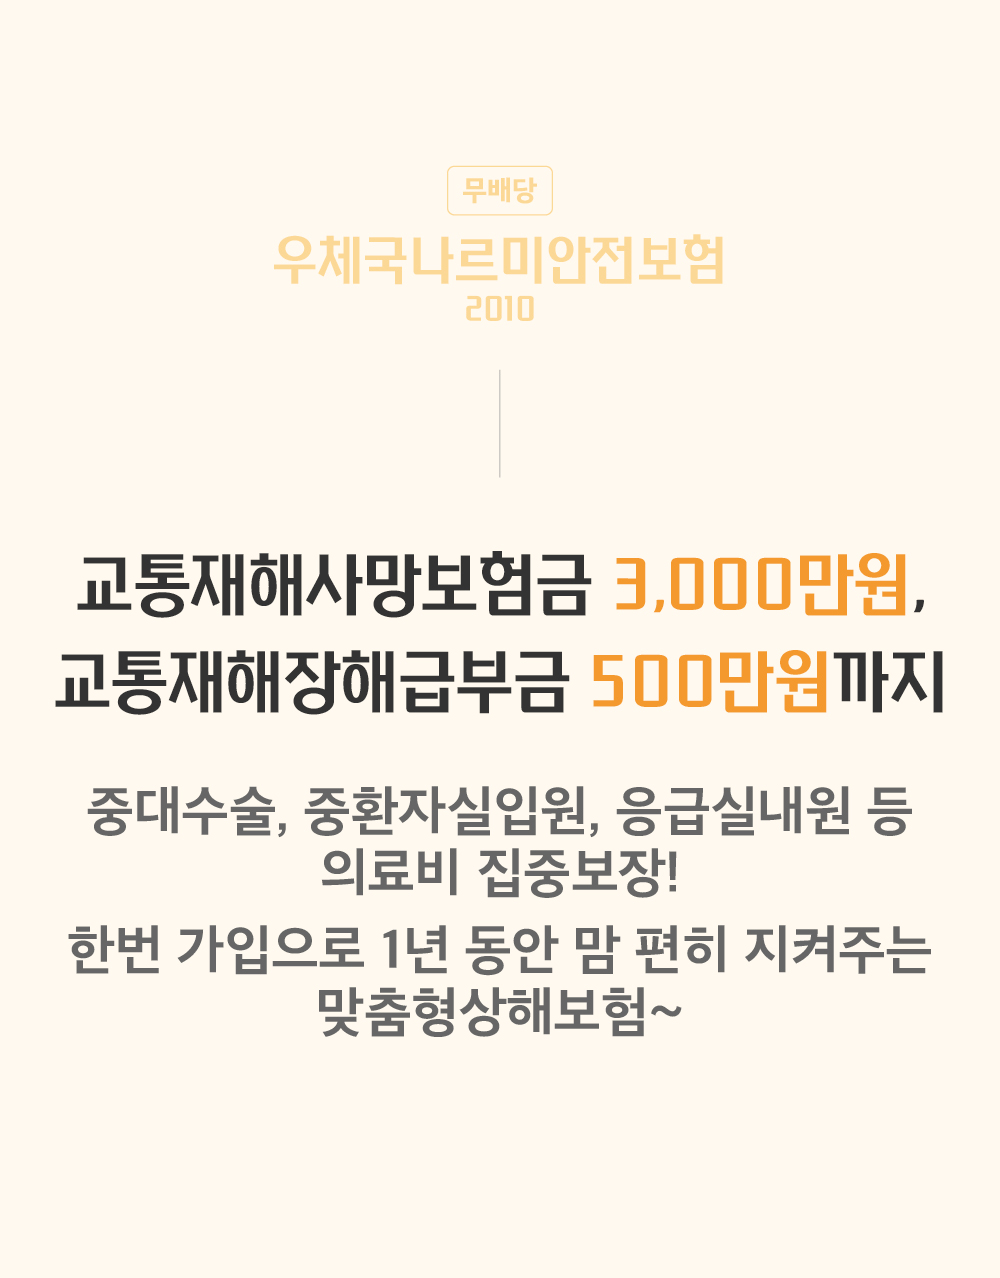 무배당
우체국나르미안전보험
2010
교통재해사망보험금 3,000만원,
교통재해장해급부금 500만원까지
중대수술, 중환자실입원, 응급실내원 등
의료비 집중보장!
한번 가입으로 1년 동안 맘 편히 지켜주는
맞춤형상해보험~